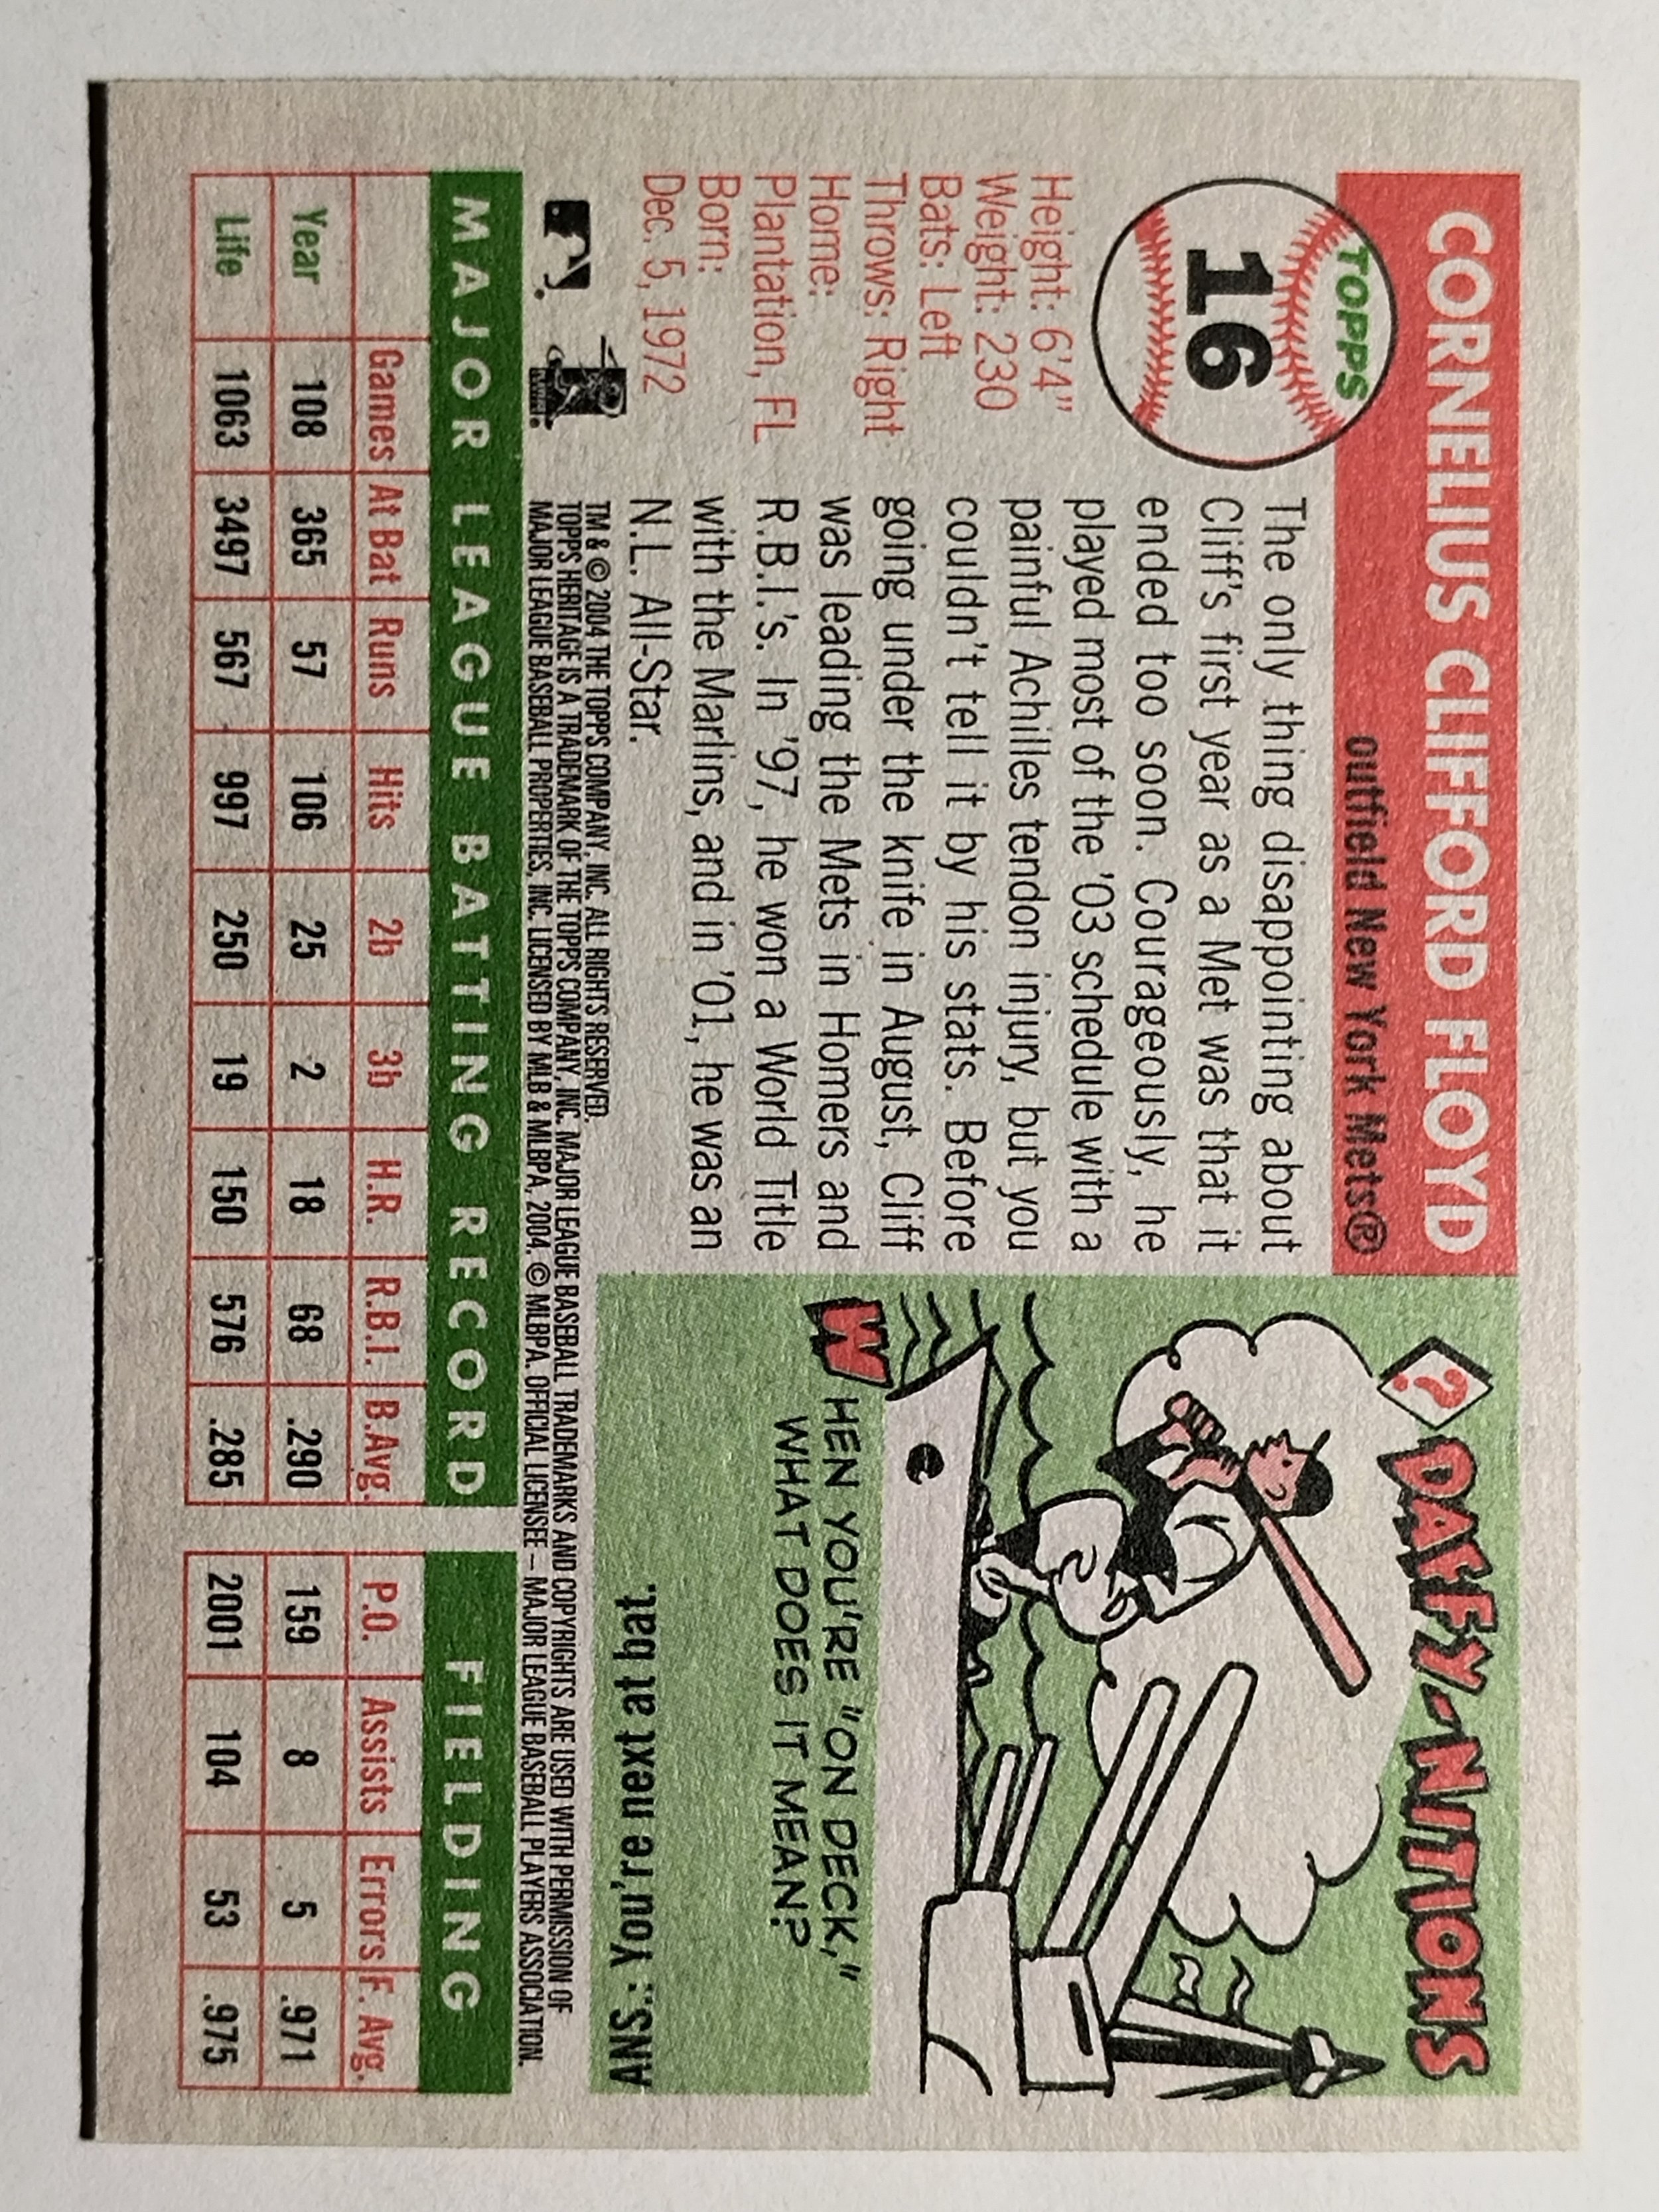 CORNELIUS CLIFFORD FLOYD
outfield New York Mets®
TOPPS
16
Height: 6'4"
Weight: 230
Bats: Left
Throws: Right
Home:
Plantation, FL
Born:
Dec. 5, 1972
The only thing disappointing about
Cliff's first year as a Met was that it
ended too soon. Courageously, he
played most of the '03 schedule with a
painful Achilles tendon injury, but you
couldn't tell it by his stats. Before
going under the knife in August, Cliff
was leading the Mets in Homers and
R.B.I.'s. In '97, he won a World Title
with the Marlins, and in '01, he was an
N.L. All-Star.
TM & © 2004 THE TOPPS COMPANY, INC. ALL RIGHTS RESERVED.
TOPPS HERITAGE IS A TRADEMARK OF THE TOPPS COMPANY, INC. MAJOR LEAGUE BASEBALL TRADEMARKS AND COPYRIGHTS ARE USED WITH PERMISSION OF
MAJOR LEAGUE BASEBALL PROPERTIES, INC. LICENSED BY MLB & MLBPA, 2004. © MLBPA. OFFICIAL LICENSEE – MAJOR LEAGUE BASEBALL PLAYERS ASSOCIATION.
? DAFFY-NITIONS
WHEN YOU'RE "ON DECK,"
WHAT DOES IT MEAN?
ANS.: You're next at bat.
MAJOR LEAGUE BATTING RECORD FIELDING
Games At Bat Runs Hits 2b 3b H.R. R.B.I. B.Avg. P.O. Assists Errors F. Avg.
Year 108 365 57 106 25 2 18 68 .290 159 8 5 .971
Life 1063 3497 567 997 250 19 150 576 .285 2001 104 53 .975